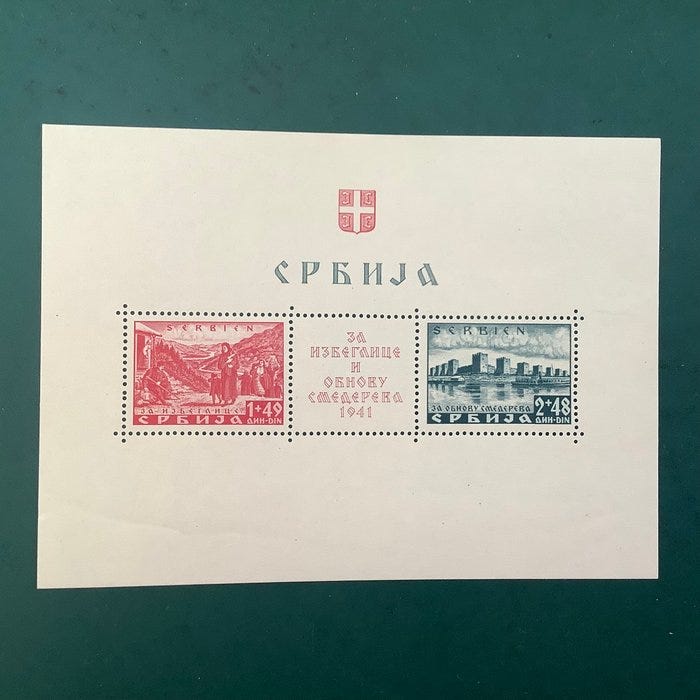 СРБИЈА
SERBIEN
ЗА ИЗБЕГЛИЦЕ
1+49
СРБИЈА
ДИН·DIN
ЗА
ИЗБЕГЛИЦЕ
И
ОБНОВУ
СМЕДЕРЕВА
1941
SERBIEN
ЗА ОБНОВУ СМЕДЕРЕВА
2+48
СРБИЈА
ДИН·DIN